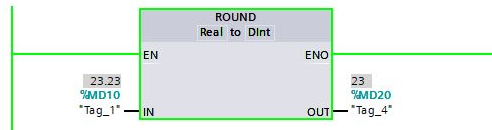 ROUND
Real to DInt
EN ENO
23.23 23
%MD10 %MD20
"Tag_1" IN OUT "Tag_4"